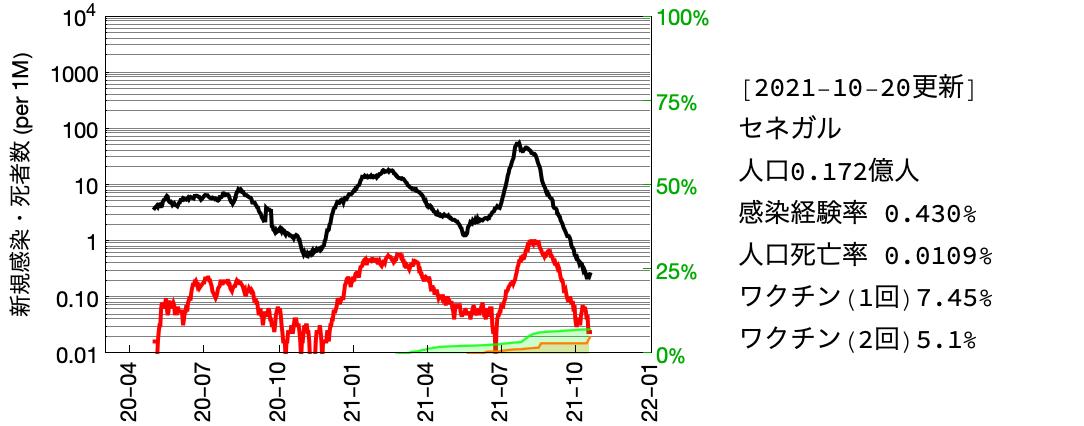 新規感染・死者数 (per 1M)
10⁴
1000
100
10
1
0.10
0.01
100%
75%
50%
25%
0%
20-04
20-07
20-10
21-01
21-04
21-07
21-10
22-01
[2021-10-20更新]
セネガル
人口0.172億人
感染経験率 0.430%
人口死亡率 0.0109%
ワクチン(1回)7.45%
ワクチン(2回)5.1%